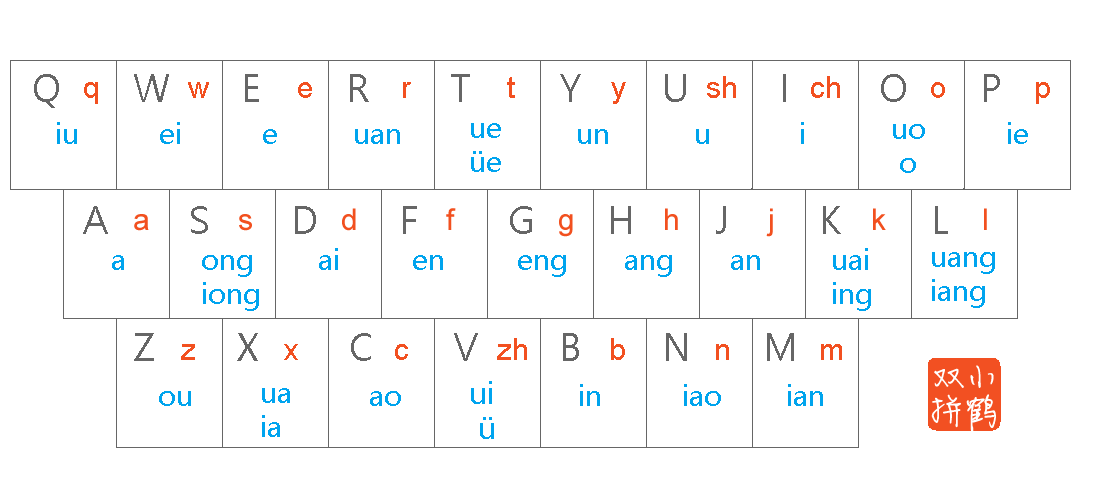 Q q W w E e R r T t Y y U sh I ch O o P p
iu ei e uan ue un u i uo ie
üe o
A a S s D d F f G g H h J j K k L l
a ong ai en eng ang an uai uang
iong ing iang
Z z X x C c V zh B b N n M m
ou ua ao ui in iao ian
ia ü
小鹤
双拼